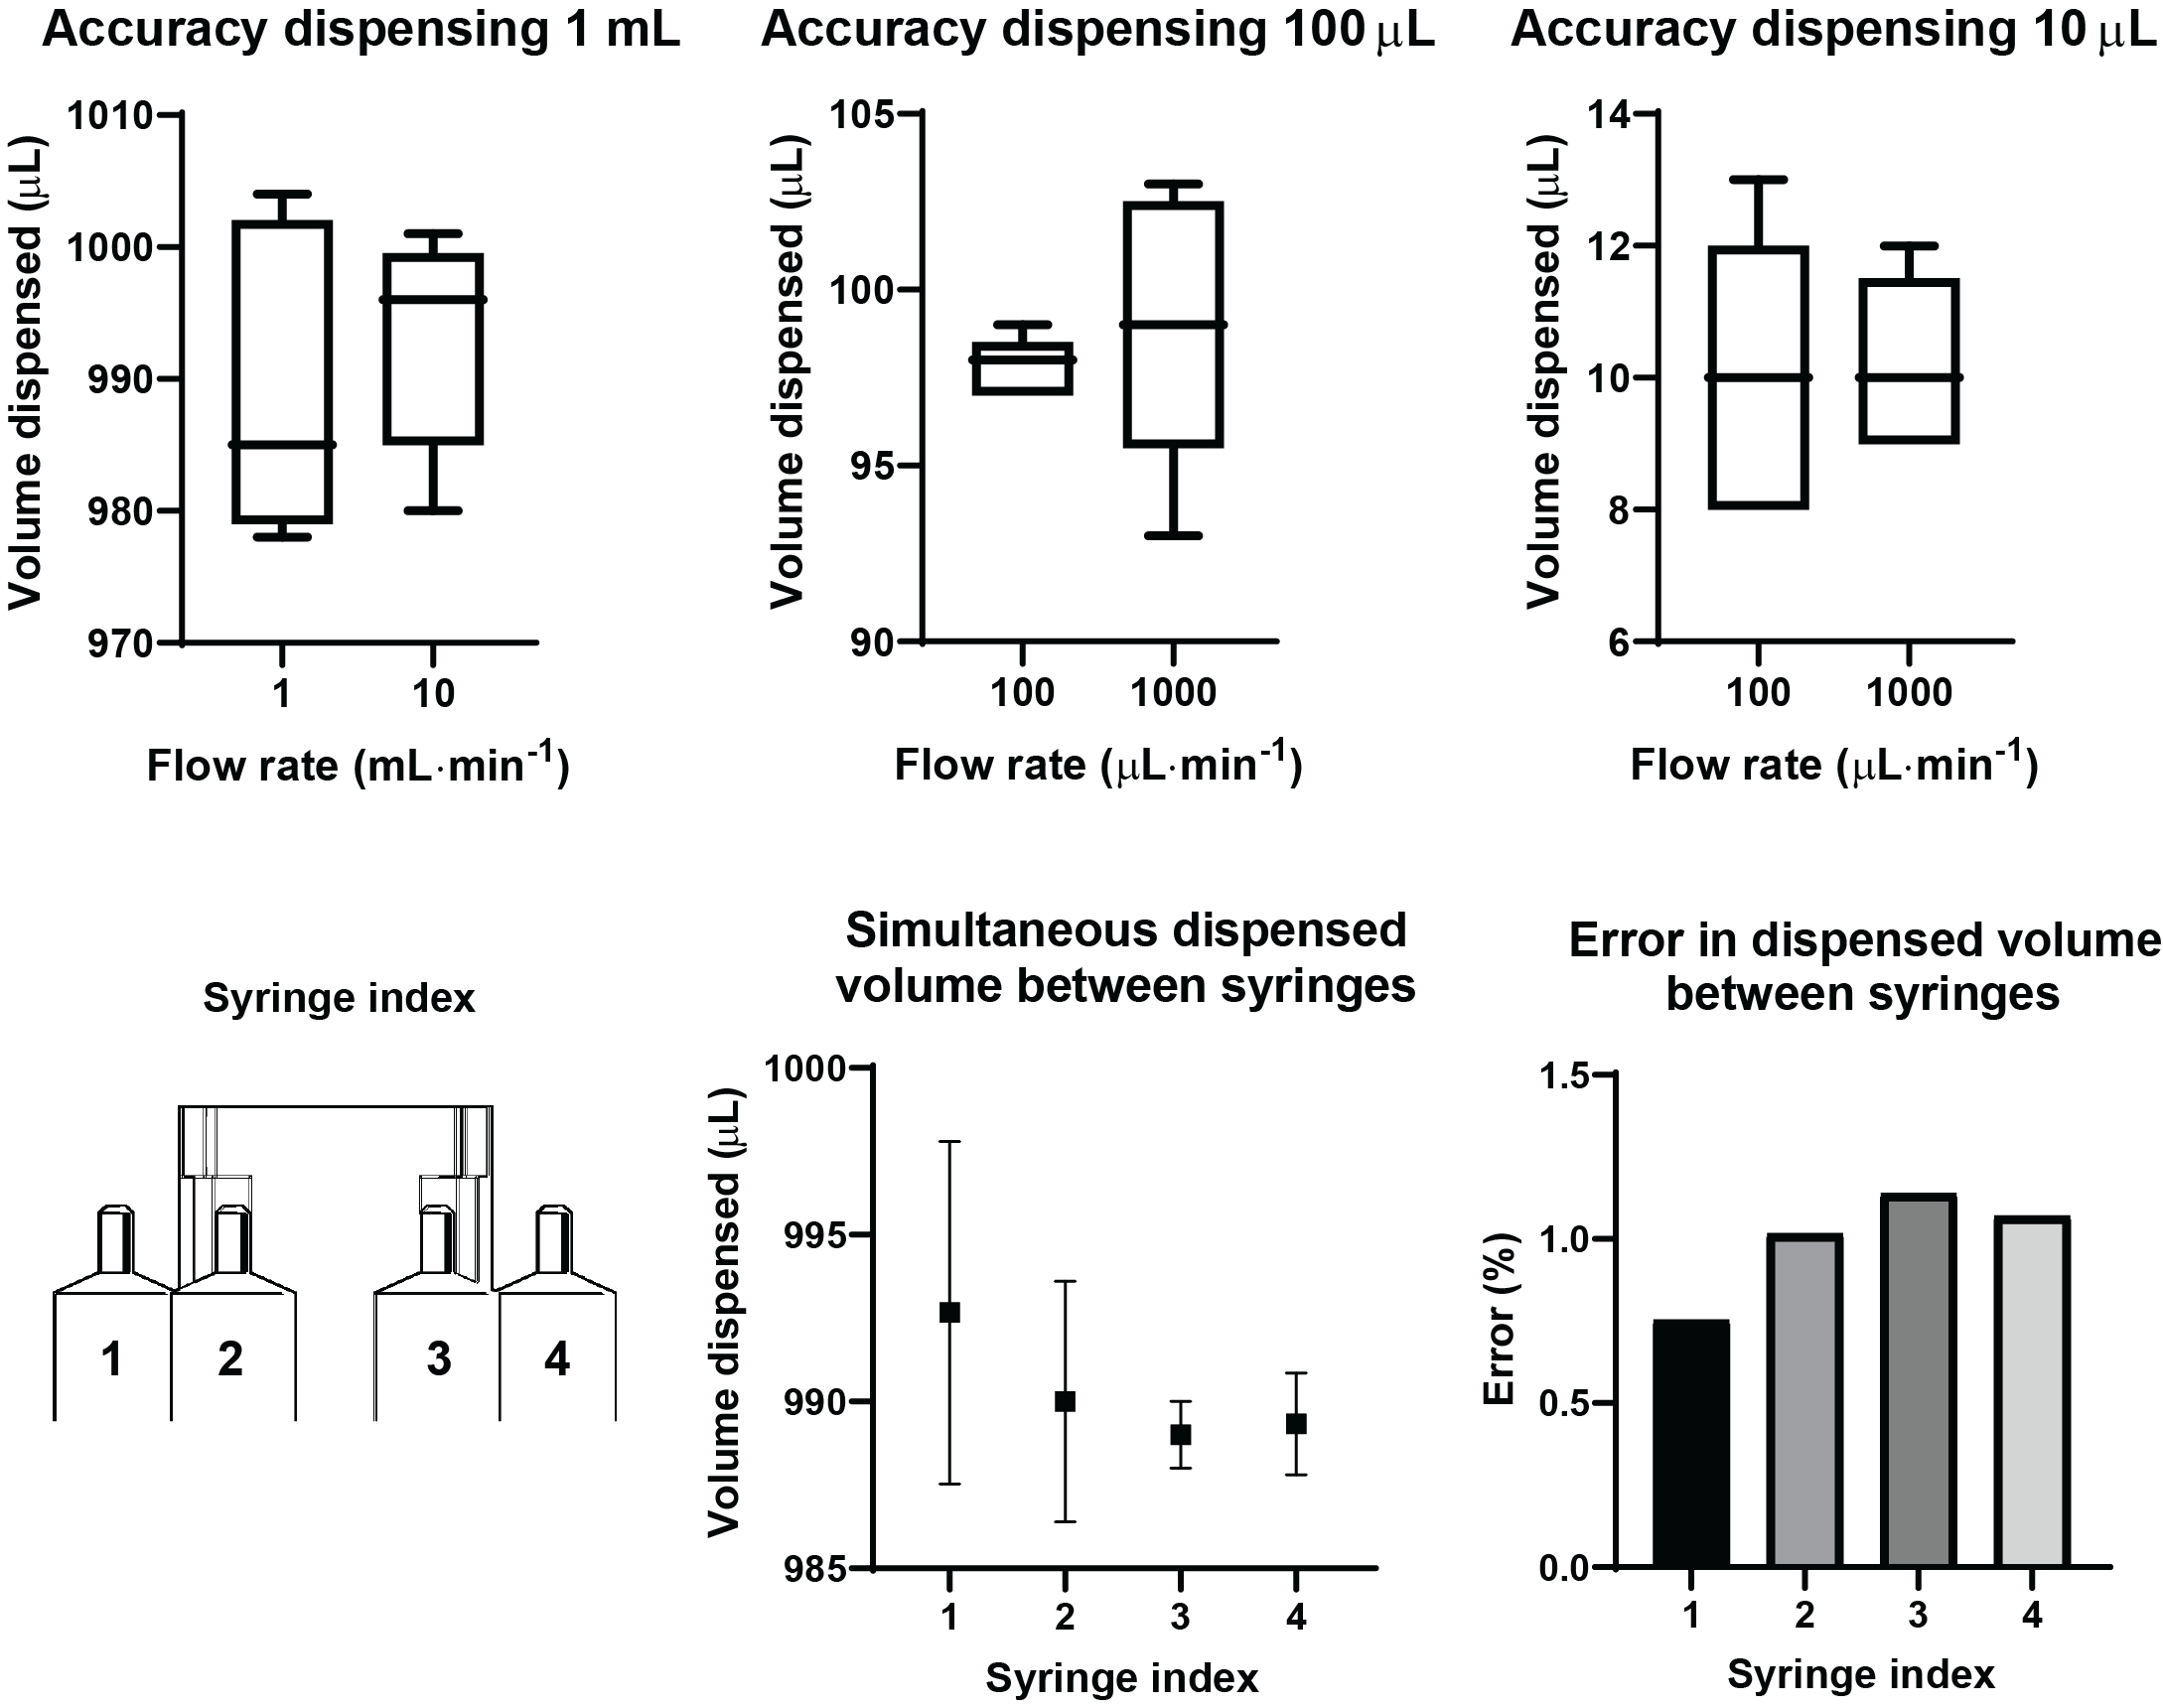 Accuracy dispensing 1 mL
Volume dispensed (μL)
1010
1000
990
980
970
1 10
Flow rate (mL·min-1)
Accuracy dispensing 100 μL
Volume dispensed (μL)
105
100
95
90
100 1000
Flow rate (μL·min-1)
Accuracy dispensing 10 μL
Volume dispensed (μL)
14
12
10
8
6
100 1000
Flow rate (μL·min-1)
Syringe index
1 2 3 4
Simultaneous dispensed
volume between syringes
Volume dispensed (μL)
1000
995
990
985
1 2 3 4
Syringe index
Error in dispensed volume
between syringes
Error (%)
1.5
1.0
0.5
0.0
1 2 3 4
Syringe index